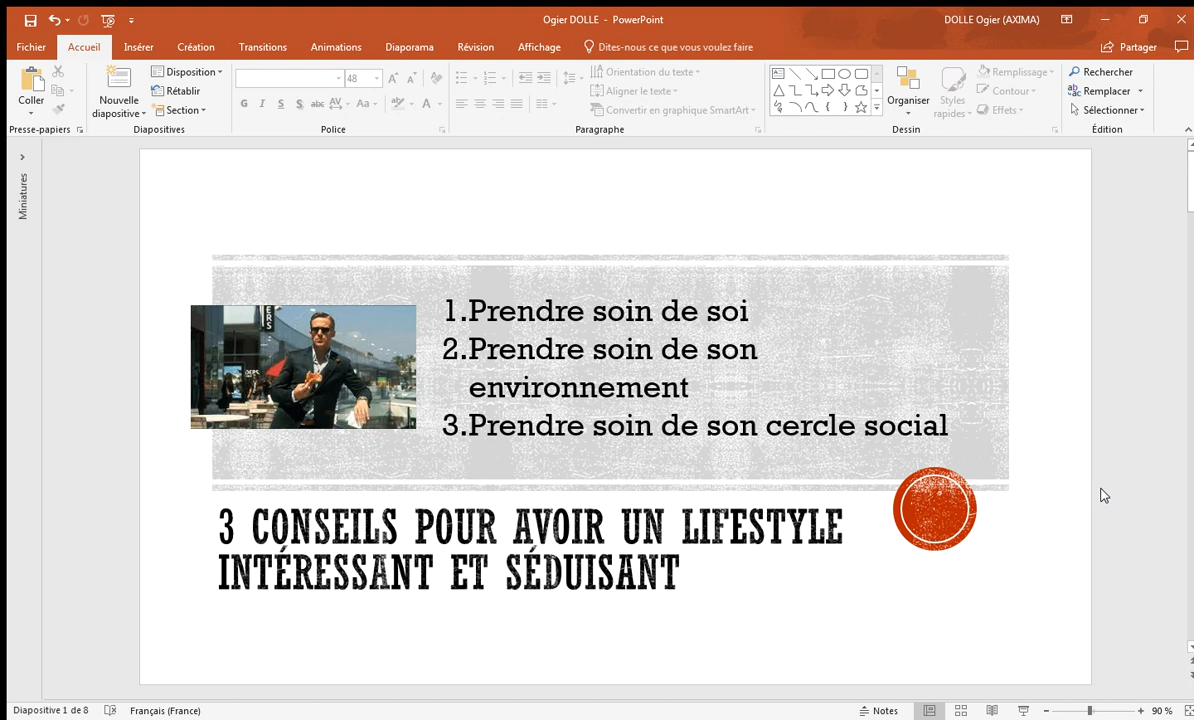 Ogier DOLLE - PowerPoint
DOLLE Ogier (AXIMA)
Fichier
Accueil
Insérer
Création
Transitions
Animations
Diaporama
Révision
Affichage
Dites-nous ce que vous voulez faire
Partager
Coller
Nouvelle
diapositive
Disposition
Rétablir
Section
48
G I S S abc AV Aa A
Orientation du texte
Aligner le texte
Convertir en graphique SmartArt
Organiser
Styles
rapides
Remplissage
Contour
Effets
Rechercher
Remplacer
Sélectionner
Presse-papiers
Diapositives
Police
Paragraphe
Dessin
Édition
Miniatures
ERS
1.Prendre soin de soi
2.Prendre soin de son
environnement
3.Prendre soin de son cercle social
3 CONSEILS POUR AVOIR UN LIFESTYLE
INTÉRESSANT ET SÉDUISANT
Diapositive 1 de 8
Français (France)
Notes
90 %